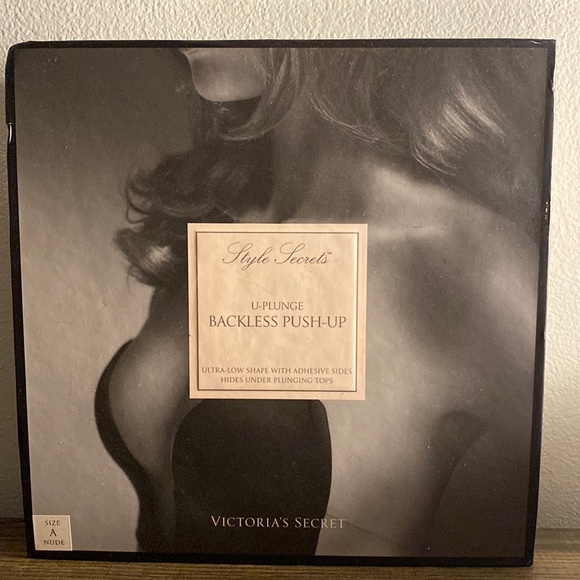 Style Secrets™
U-PLUNGE
BACKLESS PUSH-UP
ULTRA-LOW SHAPE WITH ADHESIVE SIDES
HIDES UNDER PLUNGING TOPS
VICTORIA'S SECRET
SIZE
A
NUDE